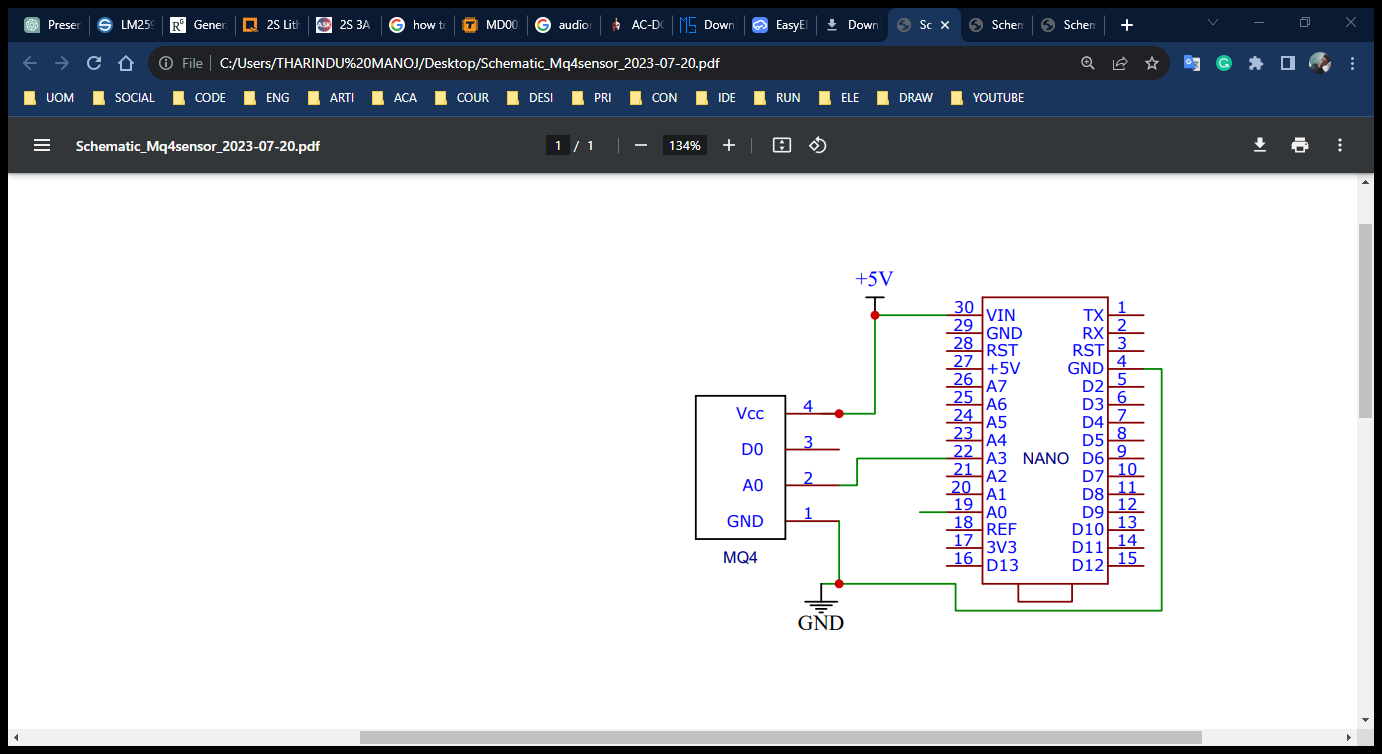 Preser LM259 Gener 2S Lith 2S 3A how to MD00 audio AC-DC Down EasyE Down Sc Schen Schen
File C:/Users/THARINDU%20MANOJ/Desktop/Schematic_Mq4sensor_2023-07-20.pdf
UOM SOCIAL CODE ENG ARTI ACA COUR DESI PRI CON IDE RUN ELE DRAW YOUTUBE
Schematic_Mq4sensor_2023-07-20.pdf 1 / 1 134%
+5V
30 VIN TX 1
29 GND RX 2
28 RST RST 3
27 +5V GND 4
26 A7 D2 5
25 A6 D3 6
24 A5 D4 7
23 A4 D5 8
22 A3 NANO D6 9
21 A2 D7 10
20 A1 D8 11
19 A0 D9 12
18 REF D10 13
17 3V3 D11 14
16 D13 D12 15
Vcc 4
D0 3
A0 2
GND 1
MQ4
GND